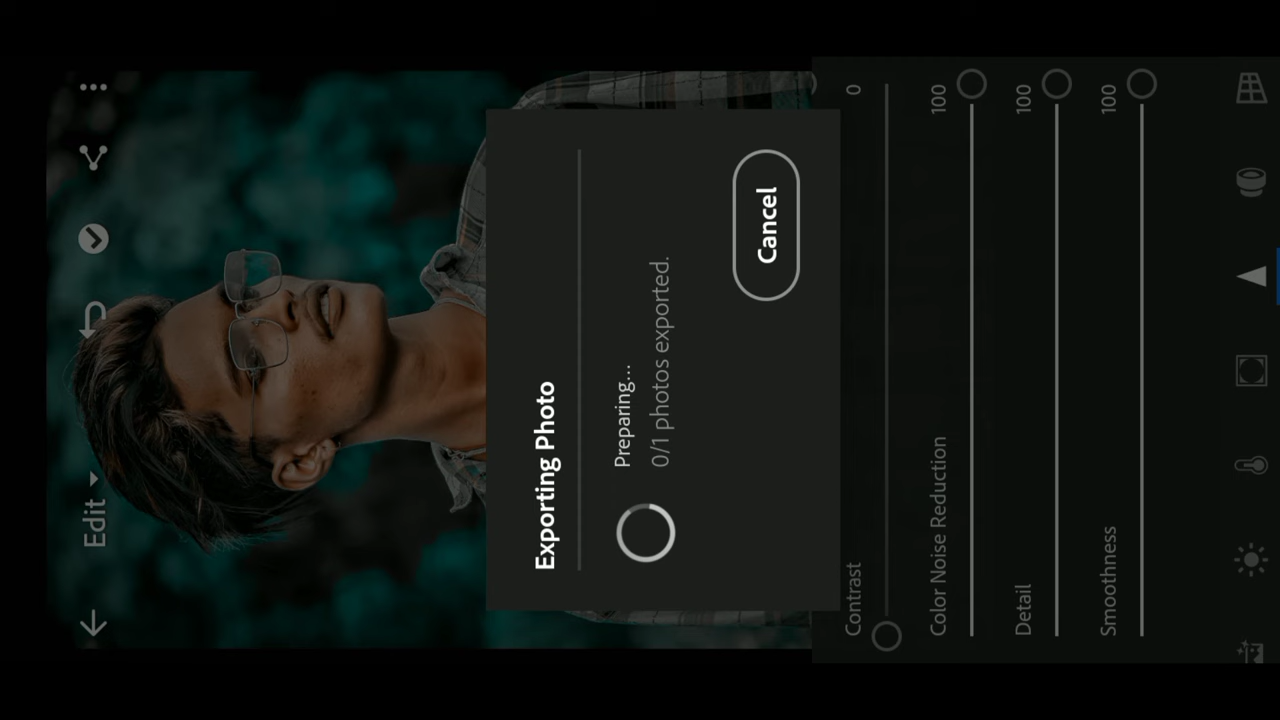 Edit
Exporting Photo
Preparing...
0/1 photos exported.
Cancel
Contrast 0
Color Noise Reduction 100
Detail 100
Smoothness 100